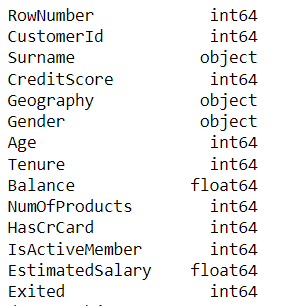 RowNumber int64
CustomerId int64
Surname object
CreditScore int64
Geography object
Gender object
Age int64
Tenure int64
Balance float64
NumOfProducts int64
HasCrCard int64
IsActiveMember int64
EstimatedSalary float64
Exited int64